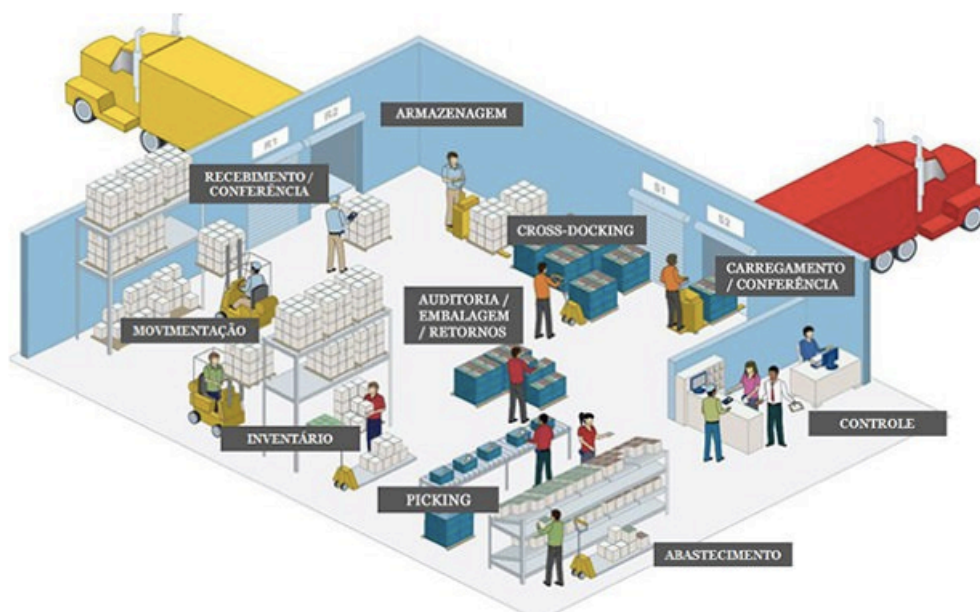 ARMAZENAGEM
R1
R2
RECEBIMENTO /
CONFERÊNCIA
S1
S2
CROSS-DOCKING
CARREGAMENTO
/ CONFERÊNCIA
AUDITORIA /
EMBALAGEM
/ RETORNOS
MOVIMENTAÇÃO
INVENTÁRIO
CONTROLE
PICKING
ABASTECIMENTO